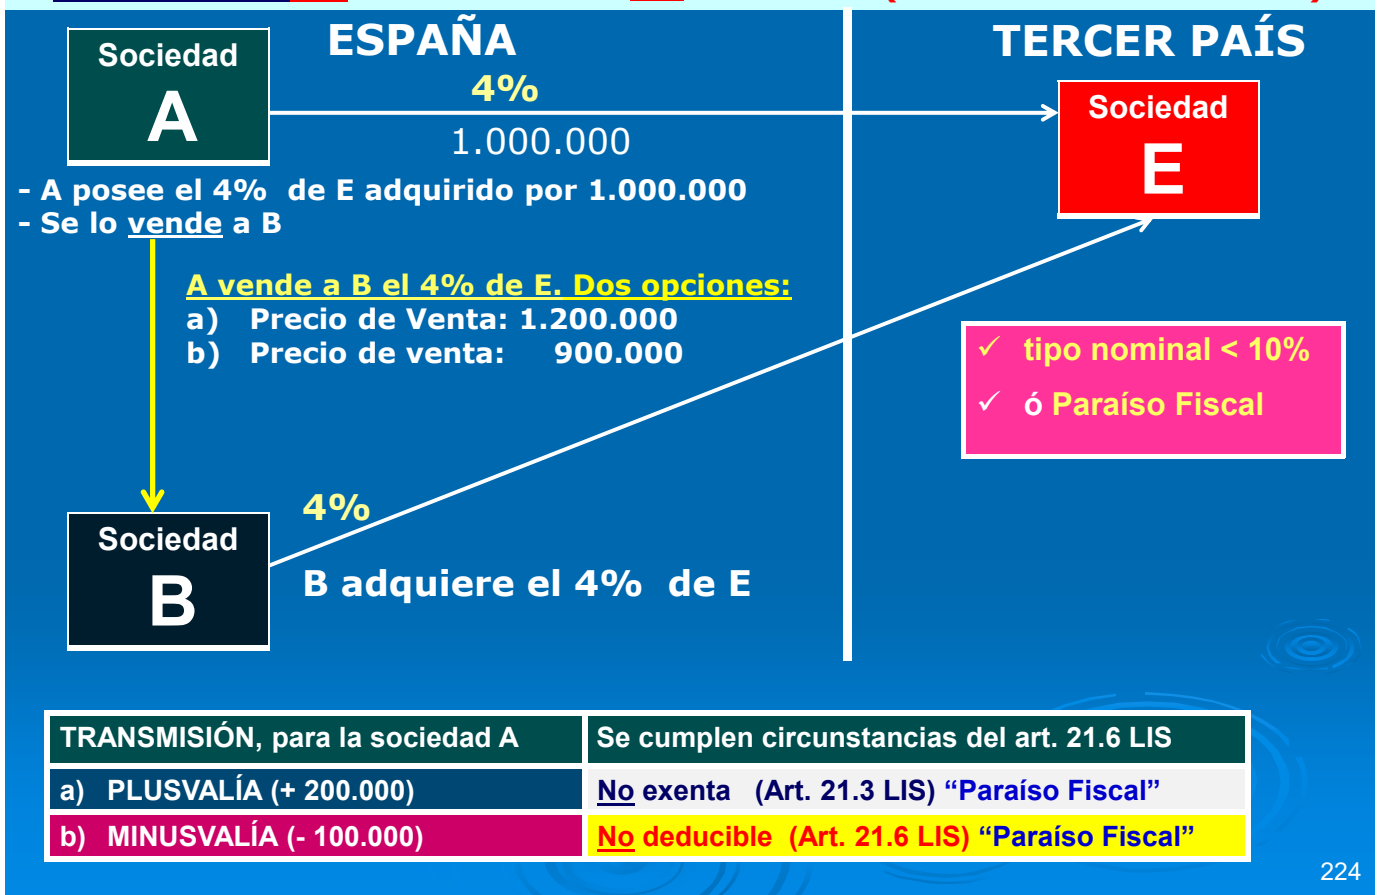 Sociedad
A
ESPAÑA
TERCER PAÍS
4%
1.000.000
Sociedad
E
- A posee el 4% de E adquirido por 1.000.000
- Se lo vende a B
A vende a B el 4% de E. Dos opciones:
a) Precio de Venta: 1.200.000
b) Precio de venta: 900.000
✓ tipo nominal < 10%
✓ ó Paraíso Fiscal
4%
Sociedad
B
B adquiere el 4% de E
TRANSMISIÓN, para la sociedad A
Se cumplen circunstancias del art. 21.6 LIS
a) PLUSVALÍA (+ 200.000)
No exenta (Art. 21.3 LIS) “Paraíso Fiscal”
b) MINUSVALÍA (- 100.000)
No deducible (Art. 21.6 LIS) “Paraíso Fiscal”
224